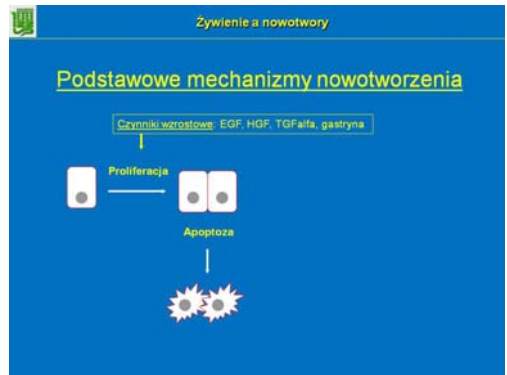 Żywienie a nowotwory
Podstawowe mechanizmy nowotworzenia
Czynniki wzrostowe: EGF, HGF, TGFalfa, gastryna
Proliferacja
Apoptoza